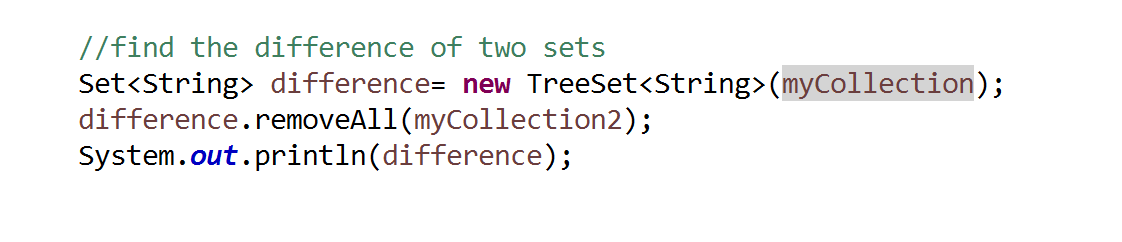 //find the difference of two sets
Set<String> difference= new TreeSet<String>(myCollection);
difference.removeAll(myCollection2);
System.out.println(difference);